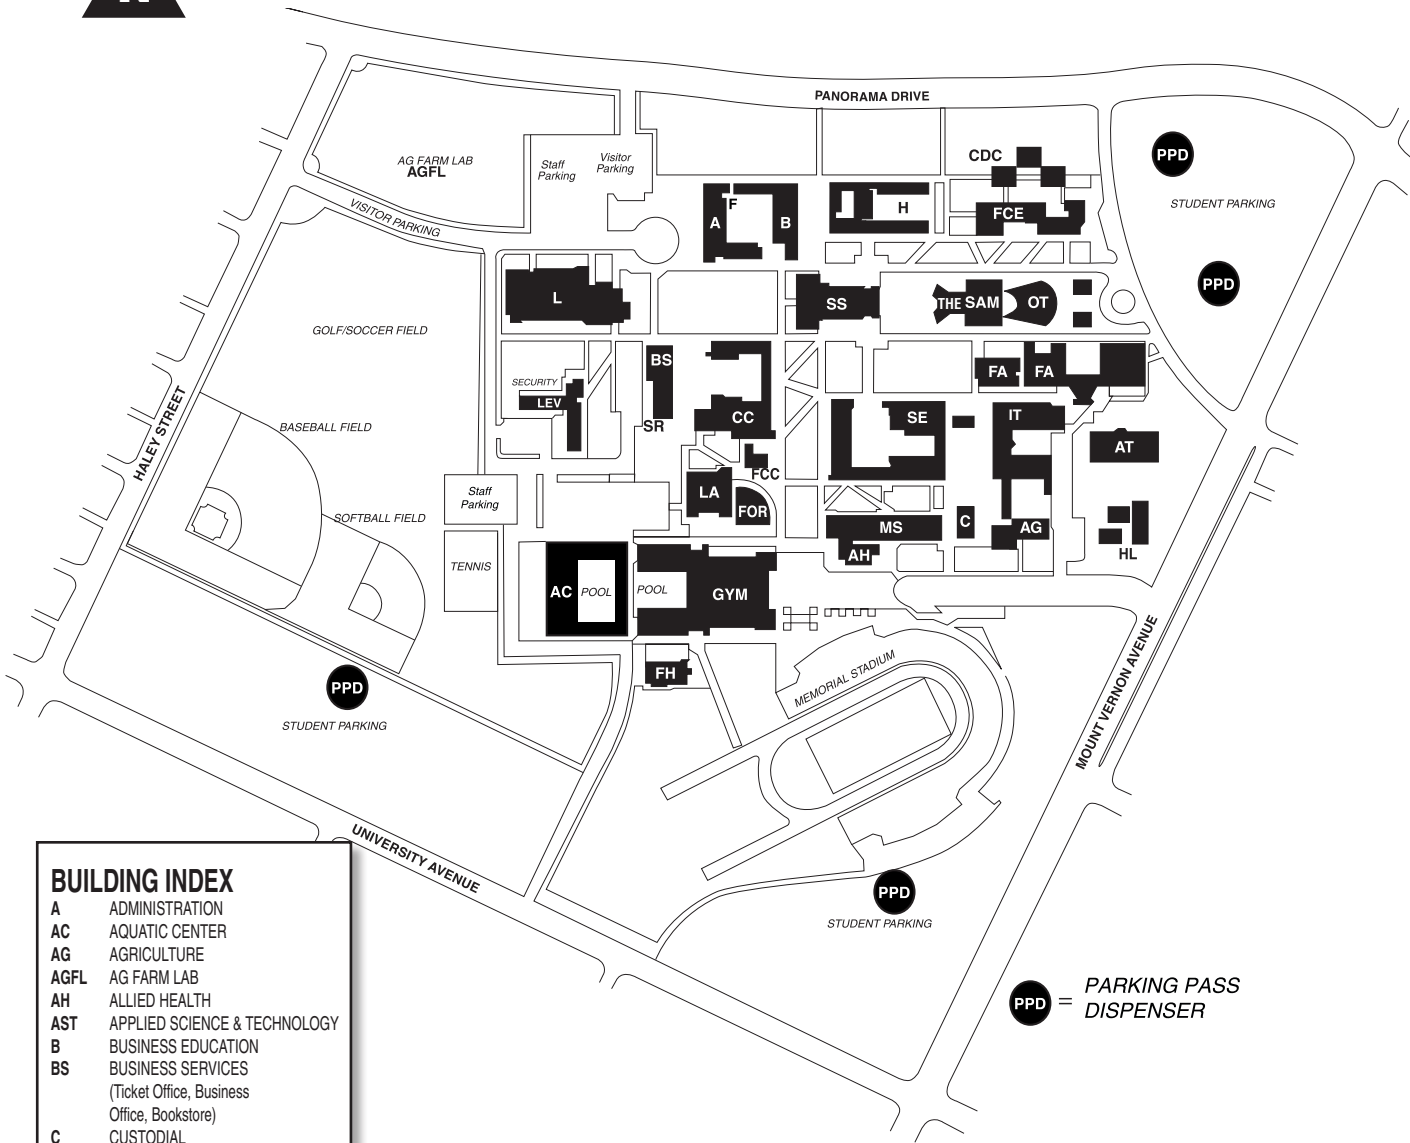 N
PANORAMA DRIVE
AG FARM LAB
AGFL
Staff
Parking
Visitor
Parking
VISITOR PARKING
CDC
PPD
STUDENT PARKING
A
F
B
H
FCE
PPD
L
SS
THE
SAM
OT
GOLF/SOCCER FIELD
BS
FA
FA
SECURITY
LEV
HALEY STREET
BASEBALL FIELD
SR
CC
SE
IT
AT
FCC
Staff
Parking
LA
FOR
SOFTBALL FIELD
MS
C
AG
AH
HL
TENNIS
AC
POOL
POOL
GYM
FH
MEMORIAL STADIUM
MOUNT VERNON AVENUE
PPD
STUDENT PARKING
UNIVERSITY AVENUE
PPD
STUDENT PARKING
PPD = PARKING PASS
DISPENSER
BUILDING INDEX
A ADMINISTRATION
AC AQUATIC CENTER
AG AGRICULTURE
AGFL AG FARM LAB
AH ALLIED HEALTH
AST APPLIED SCIENCE & TECHNOLOGY
B BUSINESS EDUCATION
BS BUSINESS SERVICES
(Ticket Office, Business
Office, Bookstore)
C CUSTODIAL